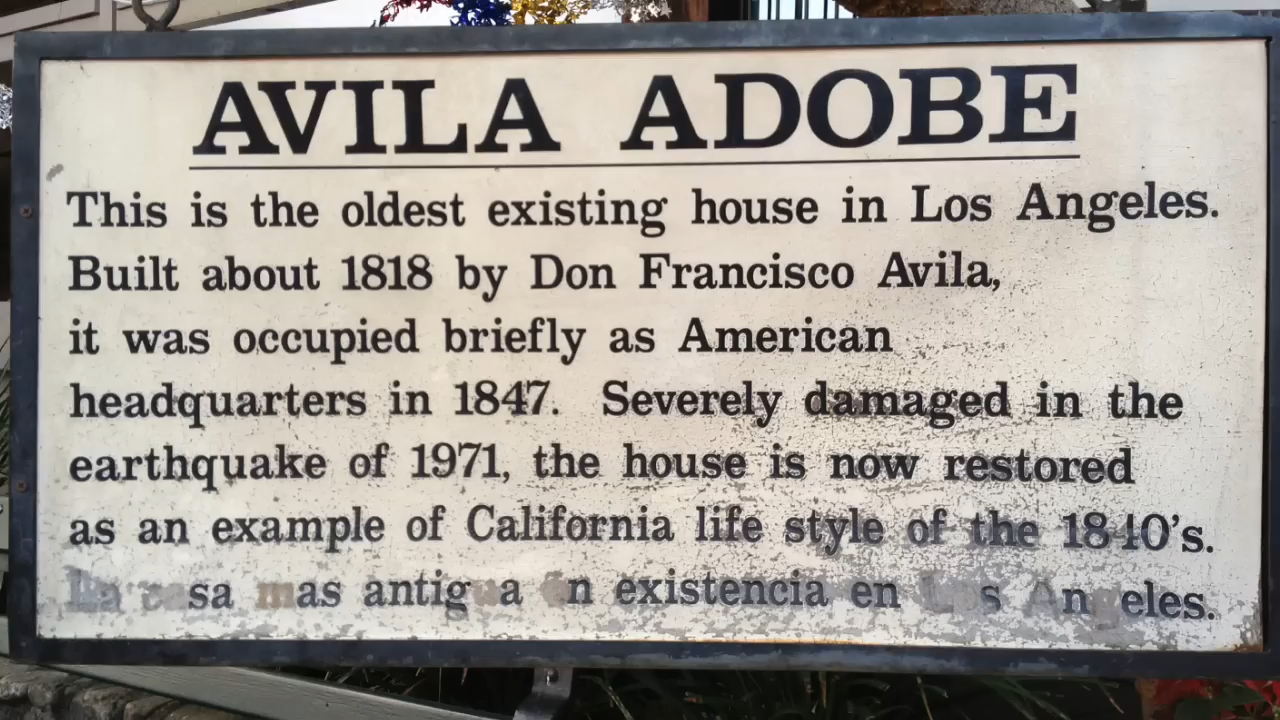 AVILA ADOBE
This is the oldest existing house in Los Angeles.
Built about 1818 by Don Francisco Avila,
it was occupied briefly as American
headquarters in 1847. Severely damaged in the
earthquake of 1971, the house is now restored
as an example of California life style of the 1840's.
La casa mas antigua en existencia en Los Angeles.